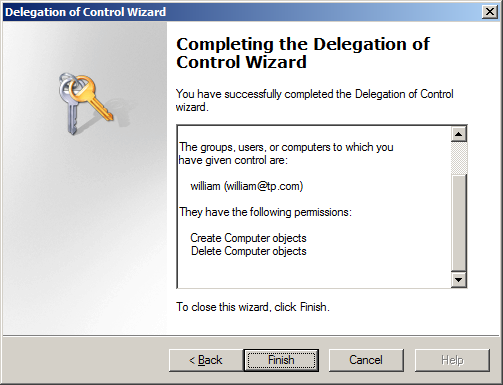 Delegation of Control Wizard
Completing the Delegation of
Control Wizard
You have successfully completed the Delegation of Control
wizard.
The groups, users, or computers to which you
have given control are:
william (william@tp.com)
They have the following permissions:
Create Computer objects
Delete Computer objects
To close this wizard, click Finish.
< Back Finish Cancel Help